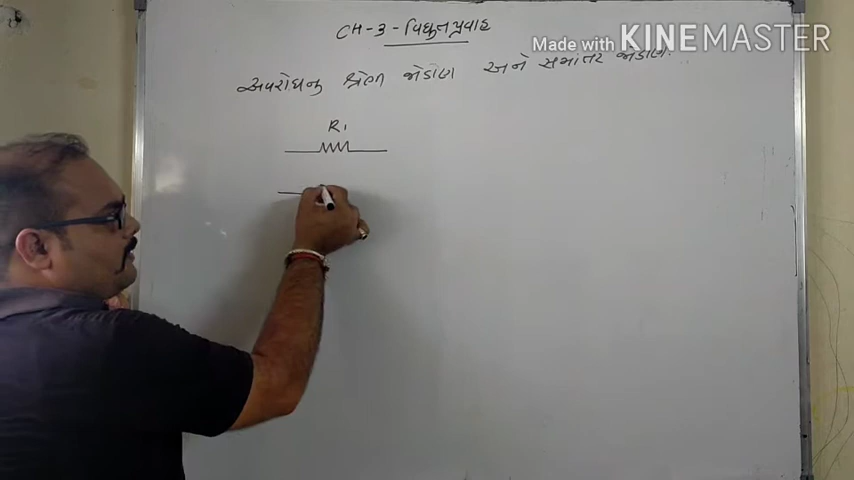 CH-3 - વિદ્યુતપ્રવાહ
Made with KINEMASTER
અવરોધનું શ્રેણી જોડાણ અને સમાંતર જોડાણ.
R1